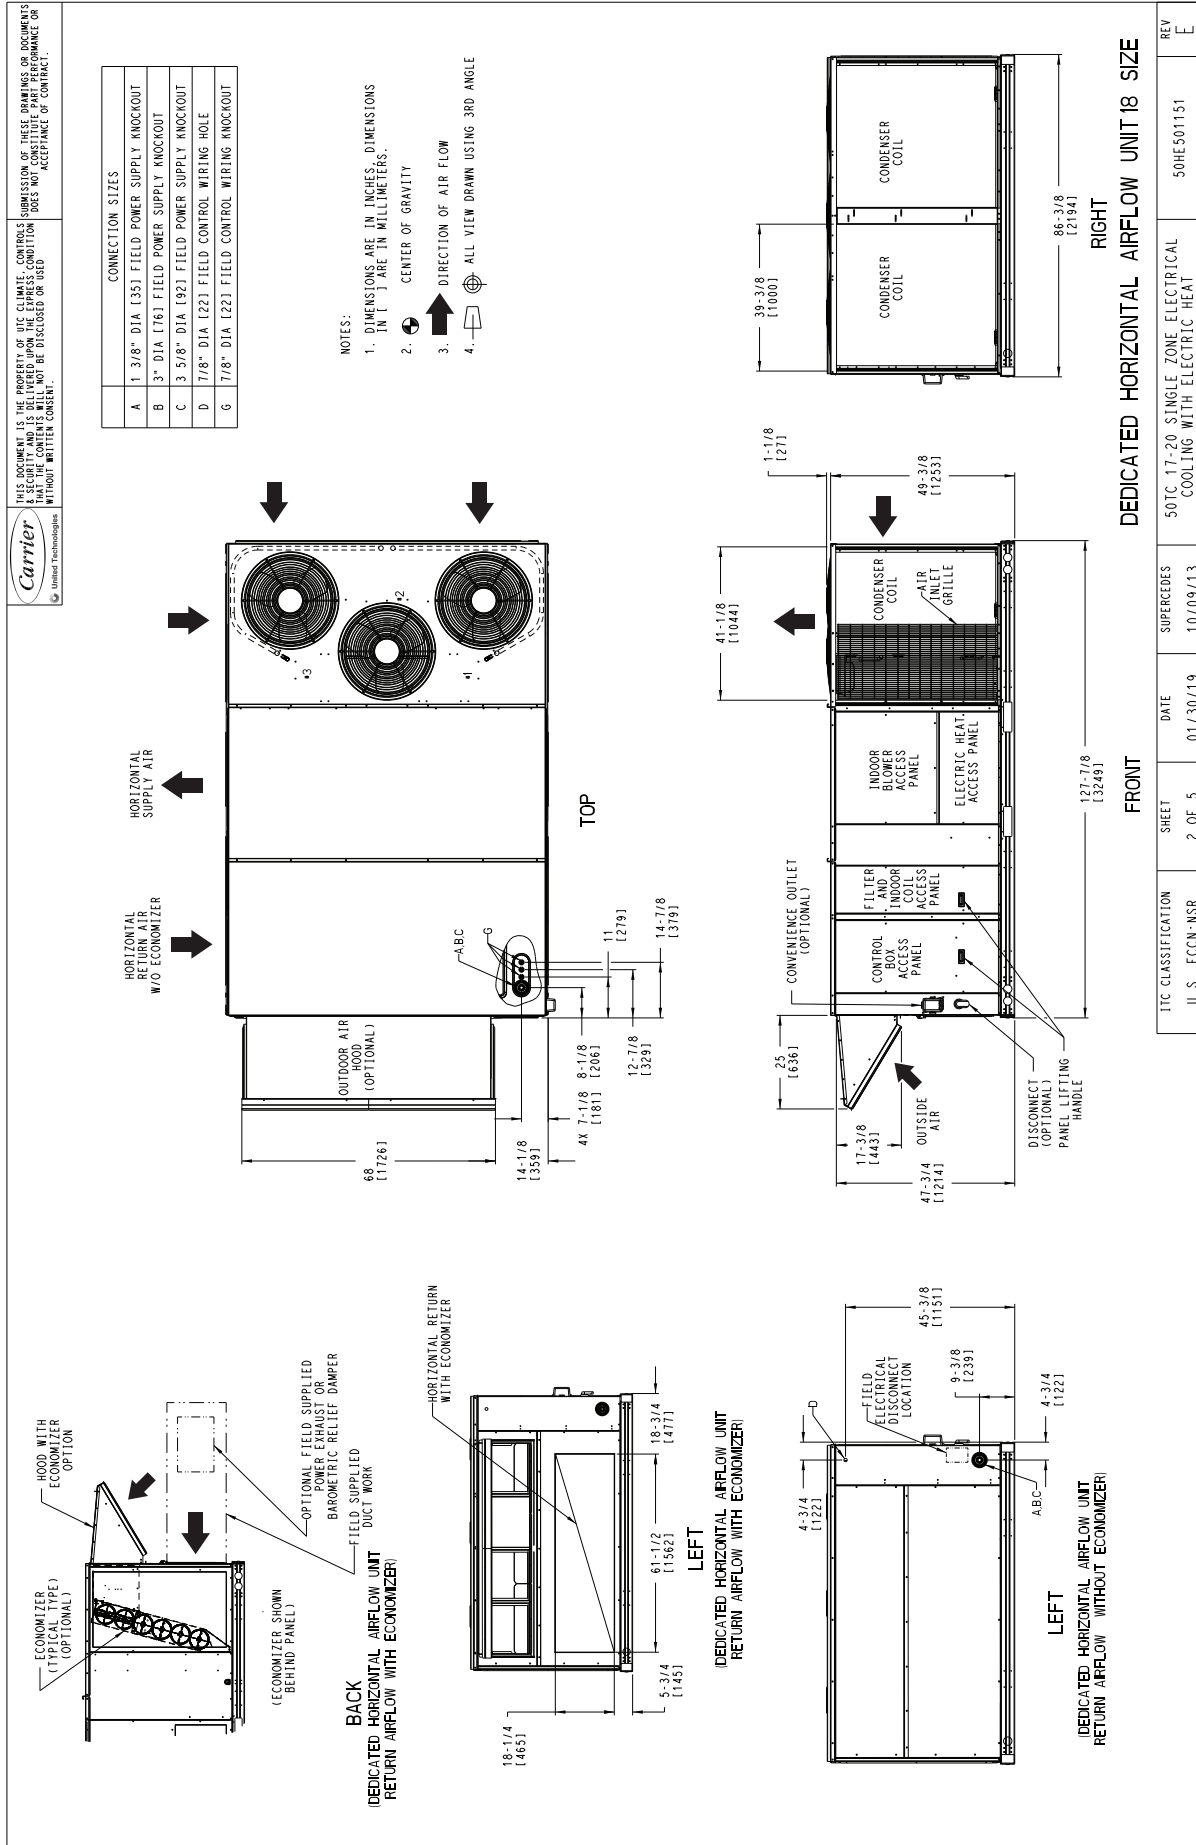 Carrier
United Technologies
THIS DOCUMENT IS THE PROPERTY OF UTC CLIMATE, CONTROLS
& SECURITY AND IS DELIVERED UPON THE EXPRESS CONDITION
THAT THE CONTENTS WILL NOT BE DISCLOSED OR USED
WITHOUT WRITTEN CONSENT.
SUBMISSION OF THESE DRAWINGS OR DOCUMENTS
DOES NOT CONSTITUTE PART PERFORMANCE OR
ACCEPTANCE OF CONTRACT.
CONNECTION SIZES
A 1 3/8" DIA [35] FIELD POWER SUPPLY KNOCKOUT
B 3" DIA [76] FIELD POWER SUPPLY KNOCKOUT
C 3 5/8" DIA [92] FIELD POWER SUPPLY KNOCKOUT
D 7/8" DIA [22] FIELD CONTROL WIRING HOLE
G 7/8" DIA [22] FIELD CONTROL WIRING KNOCKOUT
NOTES:
1. DIMENSIONS ARE IN INCHES, DIMENSIONS
IN [ ] ARE IN MILLIMETERS.
2. CENTER OF GRAVITY
3. DIRECTION OF AIR FLOW
4. ALL VIEW DRAWN USING 3RD ANGLE
HOOD WITH
ECONOMIZER
OPTION
ECONOMIZER
(TYPICAL TYPE)
(OPTIONAL)
OPTIONAL FIELD SUPPLIED
POWER EXHAUST OR
BAROMETRIC RELIEF DAMPER
FIELD SUPPLIED
DUCT WORK
(ECONOMIZER SHOWN
BEHIND PANEL)
BACK
(DEDICATED HORIZONTAL AIRFLOW UNIT
RETURN AIRFLOW WITH ECONOMIZER)
HORIZONTAL
RETURN AIR
W/O ECONOMIZER
HORIZONTAL
SUPPLY AIR
OUTDOOR AIR
HOOD
(OPTIONAL)
A,B,C
G
#3
#2
#1
68
[1726]
14-1/8
[359]
4X 7-1/8
[181]
8-1/8
[206]
12-7/8
[329]
11
[279]
14-7/8
[379]
TOP
HORIZONTAL RETURN
WITH ECONOMIZER
18-1/4
[465]
5-3/4
[145]
61-1/2
[1562]
18-3/4
[477]
LEFT
(DEDICATED HORIZONTAL AIRFLOW UNIT
RETURN AIRFLOW WITH ECONOMIZER)
CONVENIENCE OUTLET
(OPTIONAL)
25
[636]
17-3/8
[443]
47-3/4
[1214]
OUTSIDE
AIR
DISCONNECT
(OPTIONAL)
PANEL LIFTING
HANDLE
CONTROL
BOX
ACCESS
PANEL
FILTER
AND
INDOOR
COIL
ACCESS
PANEL
INDOOR
BLOWER
ACCESS
PANEL
ELECTRIC HEAT
ACCESS PANEL
CONDENSER
COIL
AIR
INLET
GRILLE
41-1/8
[1044]
1-1/8
[27]
49-3/8
[1253]
127-7/8
[3249]
FRONT
39-3/8
[1000]
CONDENSER
COIL
CONDENSER
COIL
86-3/8
[2194]
RIGHT
D
FIELD
ELECTRICAL
DISCONNECT
LOCATION
4-3/4
[122]
45-3/8
[1151]
9-3/8
[239]
4-3/4
[122]
A,B,C
LEFT
(DEDICATED HORIZONTAL AIRFLOW UNIT
RETURN AIRFLOW WITHOUT ECONOMIZER)
DEDICATED HORIZONTAL AIRFLOW UNIT 18 SIZE
ITC CLASSIFICATION
U.S. ECCN:NSR
SHEET
2 OF 5
DATE
01/30/19
SUPERCEDES
10/09/13
50TC 17-20 SINGLE ZONE ELECTRICAL
COOLING WITH ELECTRIC HEAT
50HE501151
REV
E